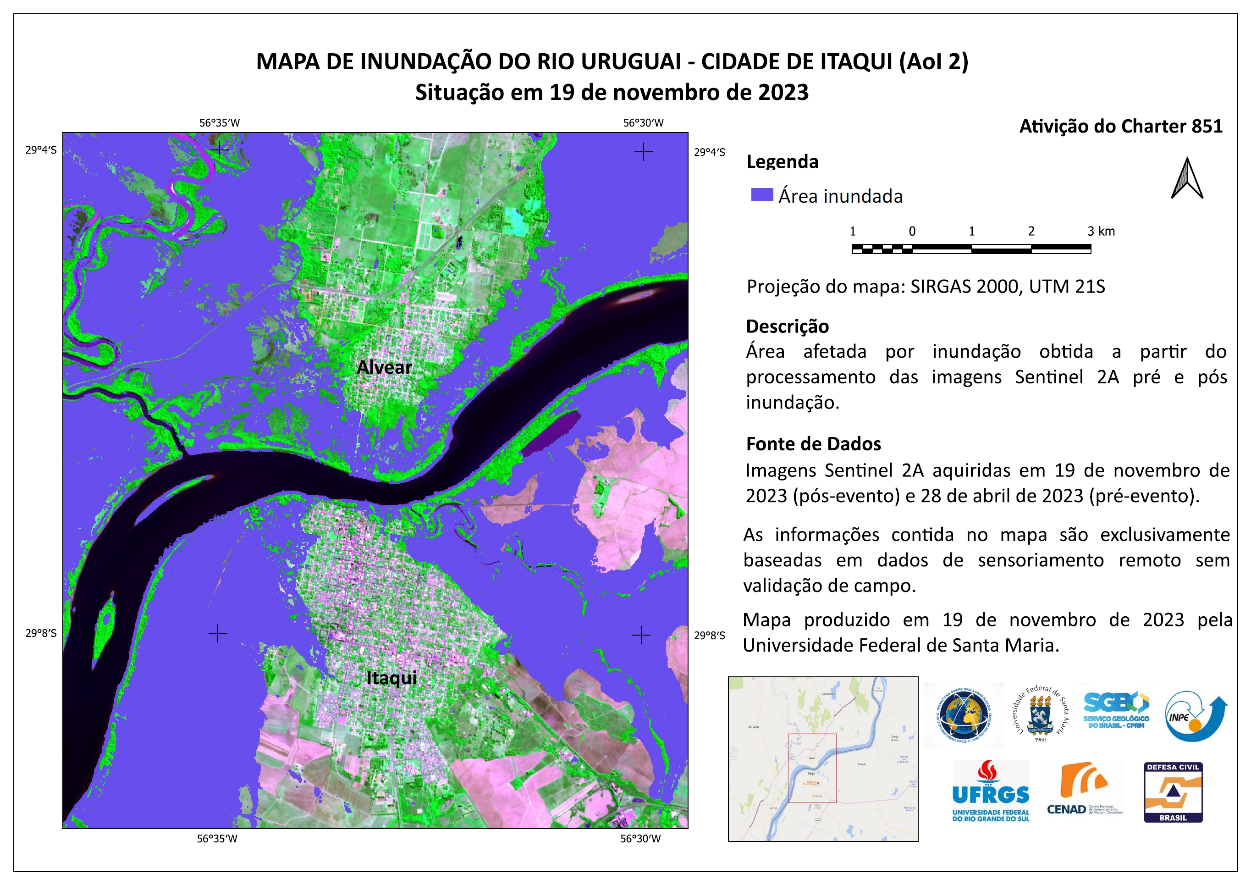 MAPA DE INUNDAÇÃO DO RIO URUGUAI - CIDADE DE ITAQUI (AoI 2)
Situação em 19 de novembro de 2023
56°35'W
56°30'W
29°4'S
29°4'S
Alvear
Itaqui
29°8'S
29°8'S
56°35'W
56°30'W
Ativição do Charter 851
Legenda
Área inundada
1 0 1 2 3 km
Projeção do mapa: SIRGAS 2000, UTM 21S
Descrição
Área afetada por inundação obtida a partir do
processamento das imagens Sentinel 2A pré e pós
inundação.
Fonte de Dados
Imagens Sentinel 2A aquiridas em 19 de novembro de
2023 (pós-evento) e 28 de abril de 2023 (pré-evento).
As informações contida no mapa são exclusivamente
baseadas em dados de sensoriamento remoto sem
validação de campo.
Mapa produzido em 19 de novembro de 2023 pela
Universidade Federal de Santa Maria.
Universidade Federal de Santa Maria
1960
SGB
SERVIÇO GEOLÓGICO
DO BRASIL - CPRM
INPE
UFRGS
UNIVERSIDADE FEDERAL
DO RIO GRANDE DO SUL
CENAD
DEFESA CIVIL
BRASIL